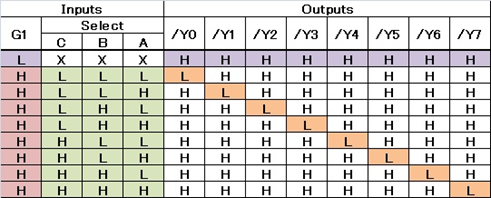 Inputs Outputs
G1 Select /Y0 /Y1 /Y2 /Y3 /Y4 /Y5 /Y6 /Y7
C B A
L X X X H H H H H H H H
H L L L L H H H H H H H
H L L H H L H H H H H H
H L H L H H L H H H H H
H L H H H H H L H H H H
H H L L H H H H L H H H
H H L H H H H H H L H H
H H H L H H H H H H L H
H H H H H H H H H H H L